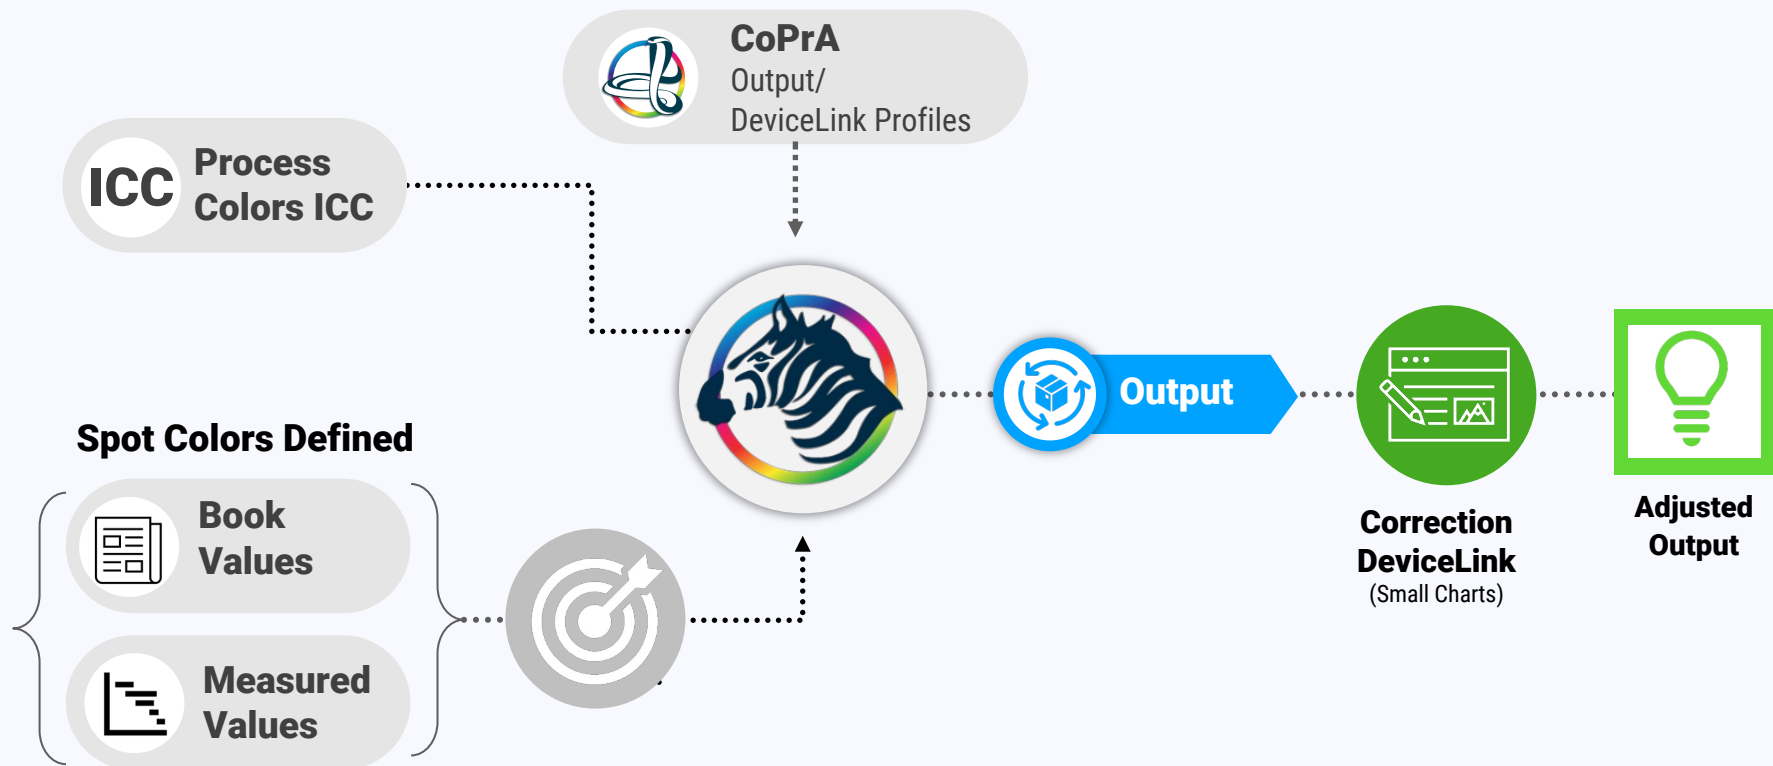 CoPrA
Output/
DeviceLink Profiles
ICC
Process
Colors ICC
Output
Spot Colors Defined
Book
Values
Measured
Values
Correction
DeviceLink
(Small Charts)
Adjusted
Output